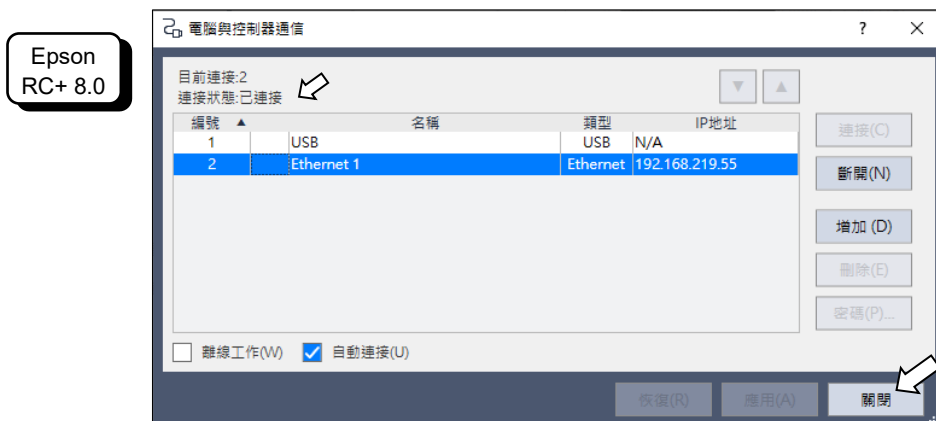 Epson
RC+ 8.0
電腦與控制器通信
?
目前連接:2
連接狀態:已連接
編號 名稱 類型 IP地址
1 USB USB N/A
2 Ethernet 1 Ethernet 192.168.219.55
連接(C)
斷開(N)
增加 (D)
刪除(E)
密碼(P)...
離線工作(W) 自動連接(U)
恢復(R) 應用(A) 關閉